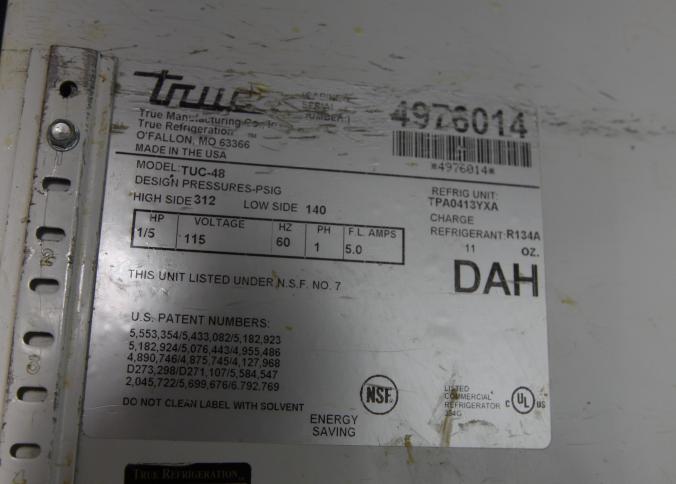 True
CABINET
SERIAL
NUMBER
4976014
*4976014*
True Manufacturing Co., In
True Refrigeration ™
O'FALLON, MO 63366
MADE IN THE USA
MODEL:TUC-48
DESIGN PRESSURES-PSIG
HIGH SIDE 312 LOW SIDE 140
HP VOLTAGE HZ PH F.L. AMPS
1/5 115 60 1 5.0
REFRIG UNIT:
TPA0413YXA
CHARGE
REFRIGERANT:R134A
11 OZ.
DAH
THIS UNIT LISTED UNDER N.S.F. NO. 7
U.S. PATENT NUMBERS:
5,553,354/5,433,082/5,182,923
5,182,924/5,076,443/4,955,486
4,890,746/4,875,745/4,127,968
D273,298/D271,107/5,584,547
2,045,722/5,699,676/6.792,769
DO NOT CLEAN LABEL WITH SOLVENT
ENERGY
SAVING
NSF
LISTED
COMMERCIAL
REFRIGERATOR
394G
C UL US
TRUE REFRIGERATION